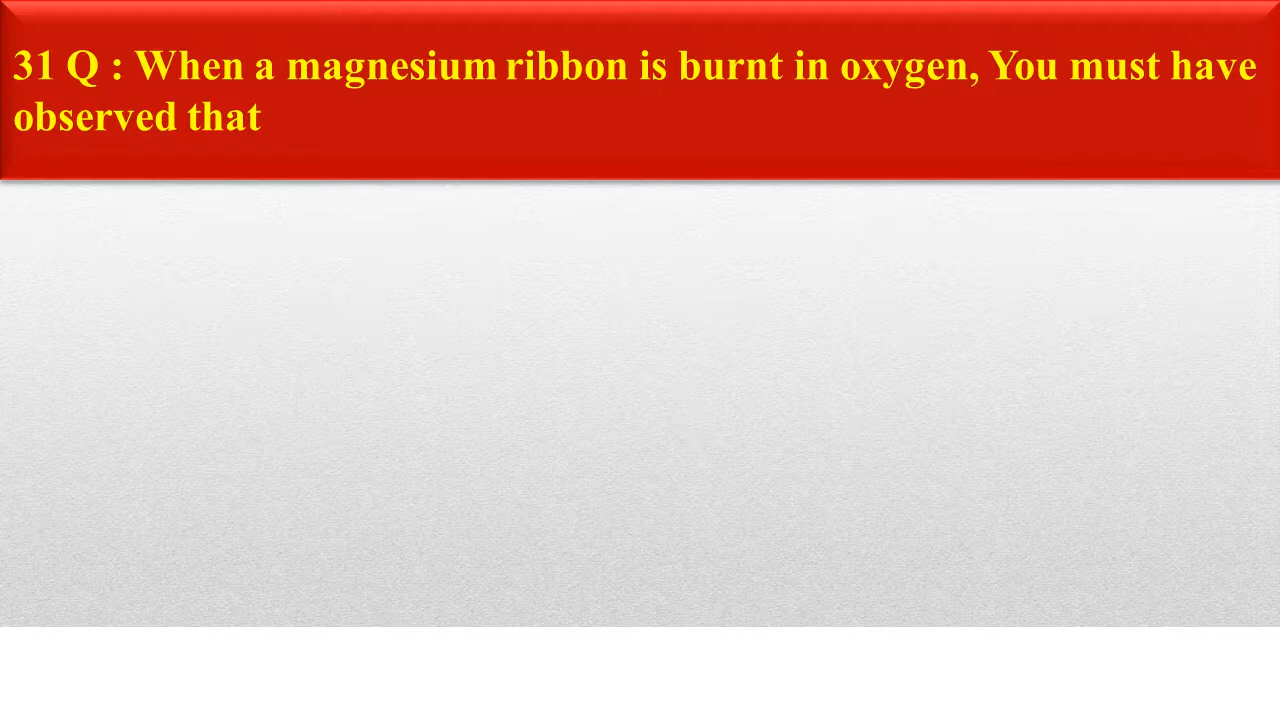 31 Q : When a magnesium ribbon is burnt in oxygen, You must have
observed that